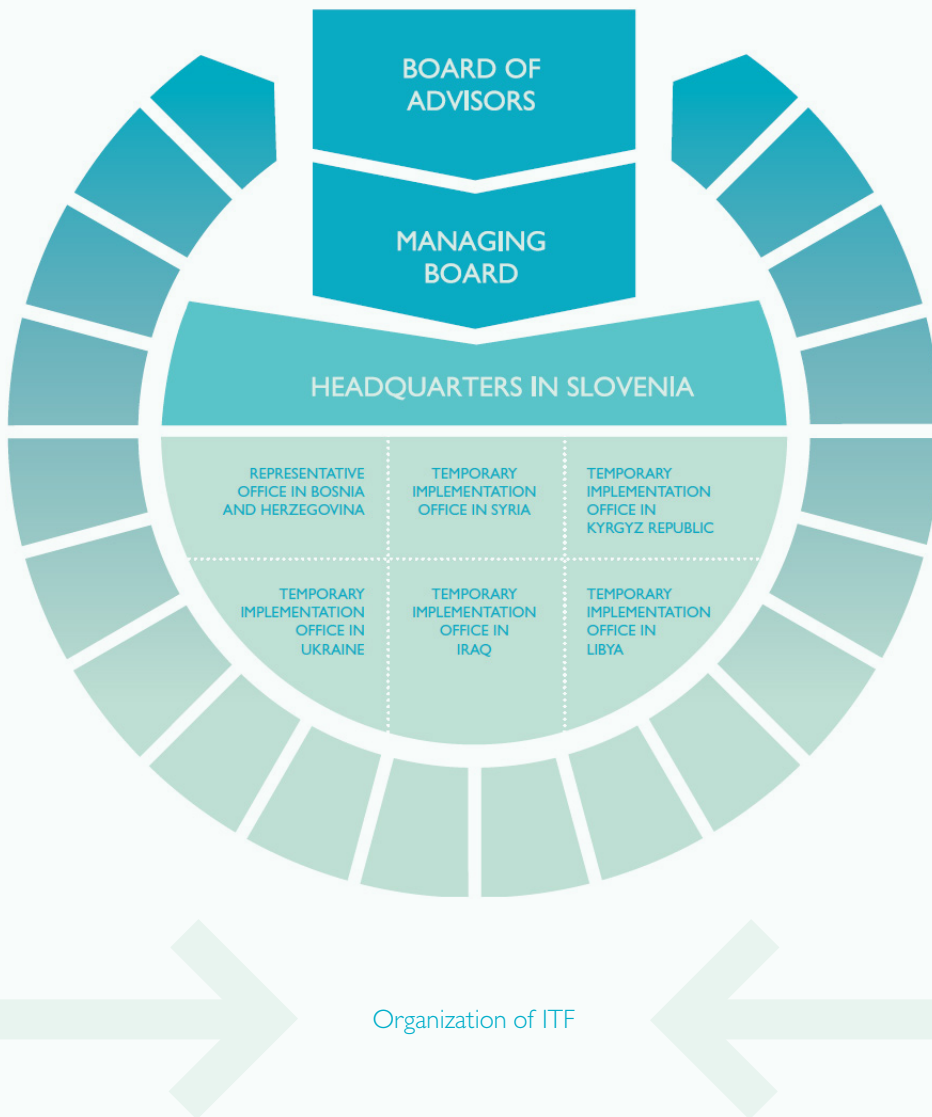 BOARD OF
ADVISORS
MANAGING
BOARD
HEADQUARTERS IN SLOVENIA
REPRESENTATIVE
OFFICE IN BOSNIA
AND HERZEGOVINA
TEMPORARY
IMPLEMENTATION
OFFICE IN SYRIA
TEMPORARY
IMPLEMENTATION
OFFICE IN
KYRGYZ REPUBLIC
TEMPORARY
IMPLEMENTATION
OFFICE IN
UKRAINE
TEMPORARY
IMPLEMENTATION
OFFICE IN
IRAQ
TEMPORARY
IMPLEMENTATION
OFFICE IN
LIBYA
Organization of ITF